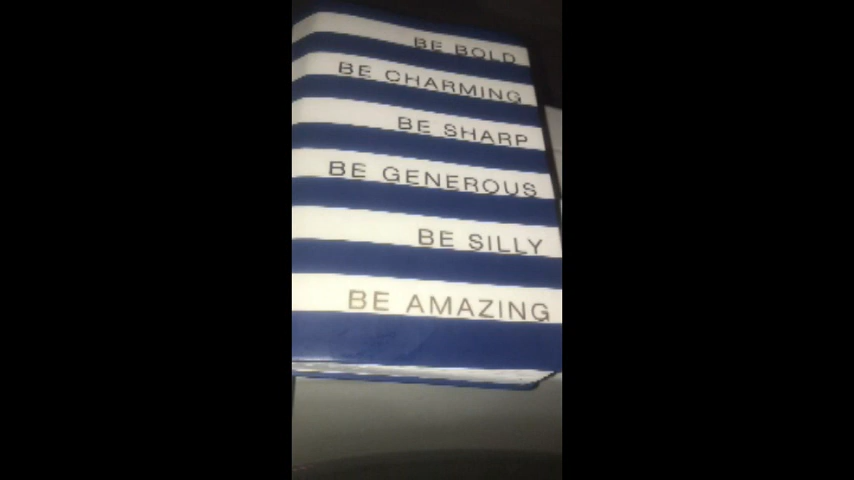 BE BOLD
BE CHARMING
BE SHARP
BE GENEROUS
BE SILLY
BE AMAZING